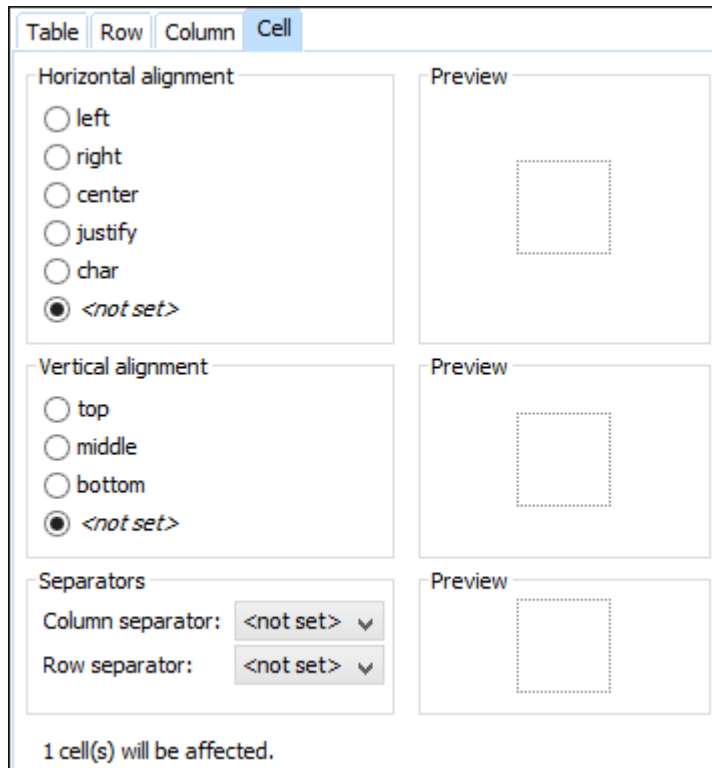 Table Row Column Cell
Horizontal alignment
left
right
center
justify
char
<not set>
Preview
Vertical alignment
top
middle
bottom
<not set>
Preview
Separators
Column separator: <not set>
Row separator: <not set>
Preview
1 cell(s) will be affected.